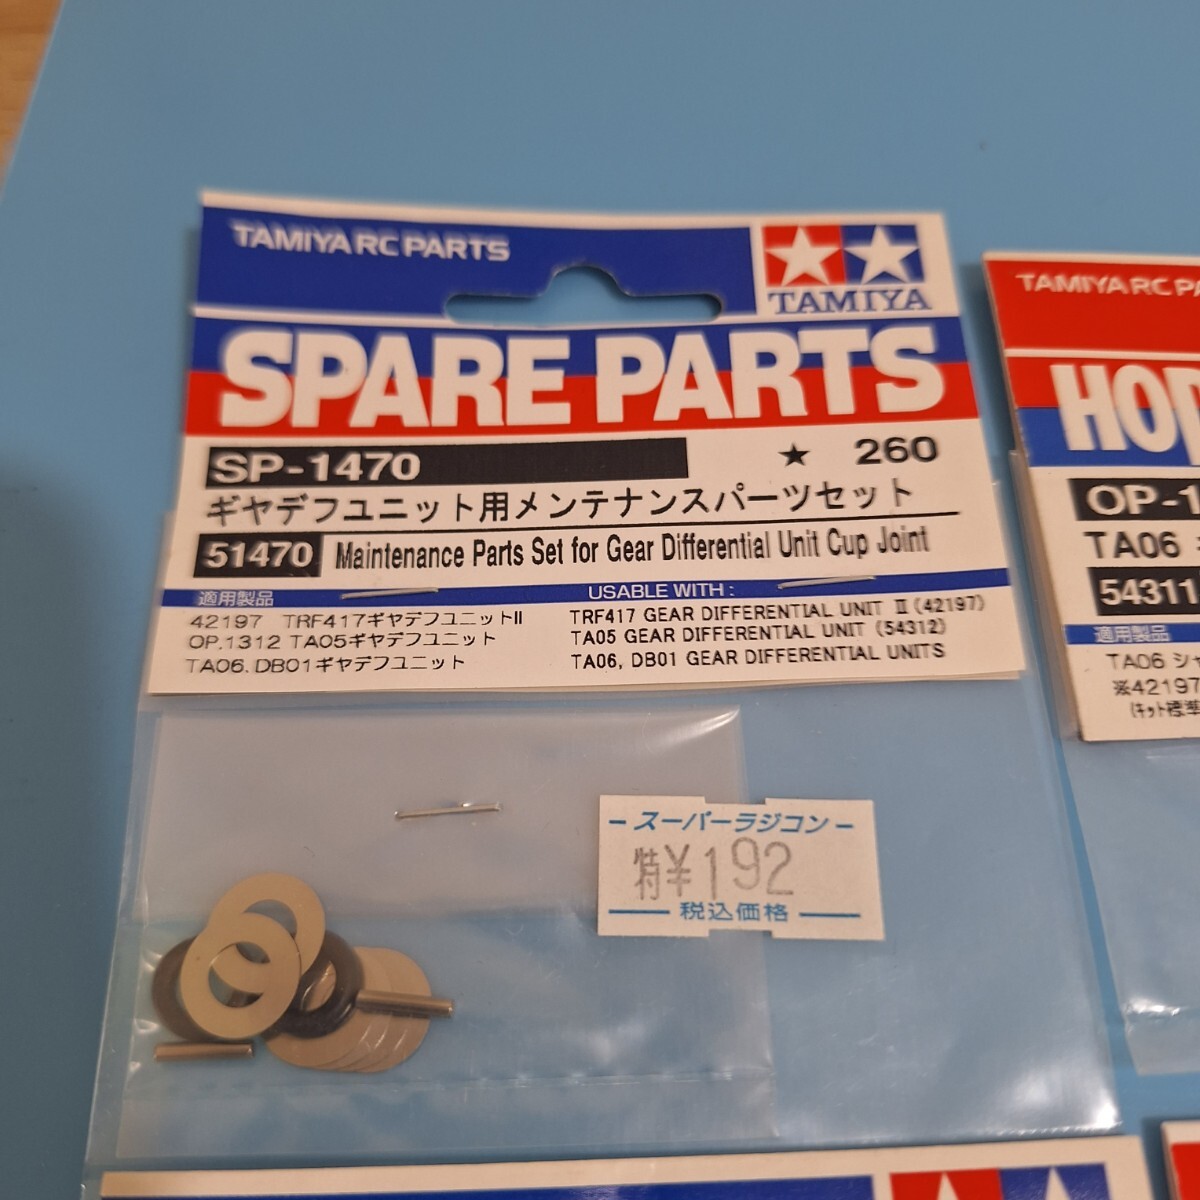 TAMIYA RC PARTS
TAMIYA
SPARE PARTS
SP-1470
★ 260
ギヤデフユニット用メンテナンスパーツセット
51470 Maintenance Parts Set for Gear Differential Unit Cup Joint
適用製品
42197 TRF417ギヤデフユニットII
OP.1312 TA05ギヤデフユニット
TA06.DB01ギヤデフユニット
USABLE WITH :
TRF417 GEAR DIFFERENTIAL UNIT II (42197)
TA05 GEAR DIFFERENTIAL UNIT (54312)
TA06, DB01 GEAR DIFFERENTIAL UNITS
- スーパーラジコン -
特¥192
税込価格
TAMIYA RC
OP-1
TA06
54311
適用製品
TA06 シ
※42197
(キット標準